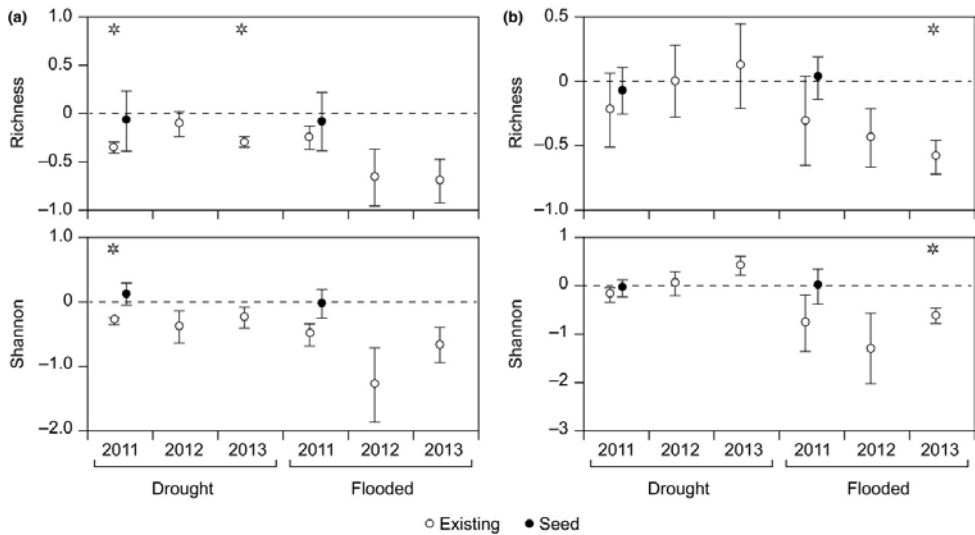 (a)
1.0
0.5
0
–0.5
–1.0
Richness
1.0
0
–1.0
–2.0
Shannon
2011 2012 2013 2011 2012 2013
Drought Flooded
(b)
0.5
0
–0.5
–1.0
Richness
1
0
–1
–2
–3
Shannon
2011 2012 2013 2011 2012 2013
Drought Flooded
Existing Seed